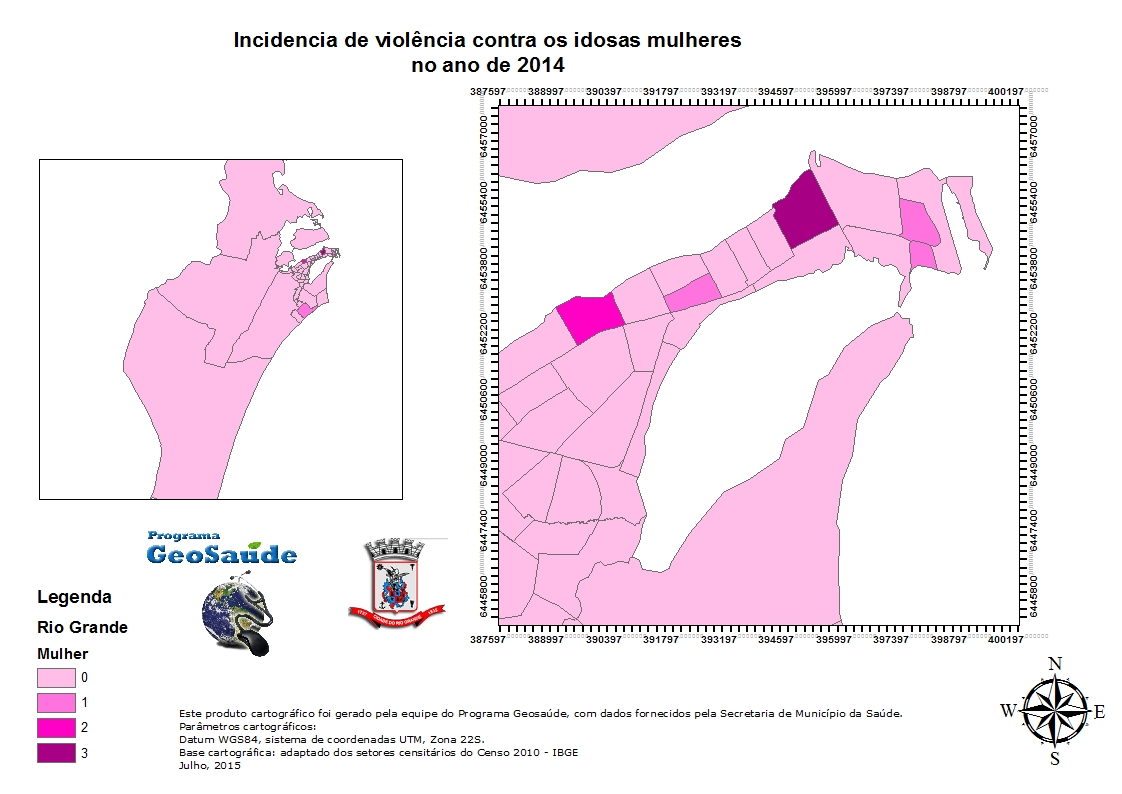 Incidencia de violência contra os idosas mulheres
no ano de 2014
387597 388997 390397 391797 393197 394597 395997 397397 398797 400197
6457000 6457000
6455400 6455400
6453800 6453800
6452200 6452200
6450600 6450600
6449000 6449000
6447400 6447400
6445800 6445800
387597 388997 390397 391797 393197 394597 395997 397397 398797 400197
Programa
GeoSaúde
CIDADE DO RIO GRANDE
Legenda
Rio Grande
Mulher
0
1
2
3
Este produto cartográfico foi gerado pela equipe do Programa Geosaúde, com dados fornecidos pela Secretaria de Município da Saúde.
Parâmetros cartográficos:
Datum WGS84, sistema de coordenadas UTM, Zona 22S.
Base cartográfica: adaptado dos setores censitários do Censo 2010 - IBGE
Julho, 2015
N
W E
S